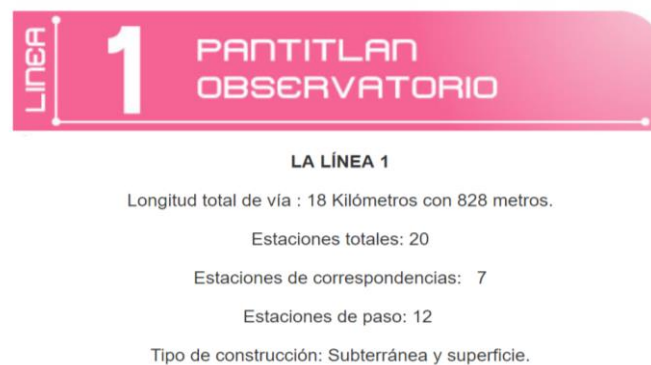 LINEA
1
PANTITLAN
OBSERVATORIO
LA LÍNEA 1
Longitud total de vía : 18 Kilómetros con 828 metros.
Estaciones totales: 20
Estaciones de correspondencias: 7
Estaciones de paso: 12
Tipo de construcción: Subterránea y superficie.